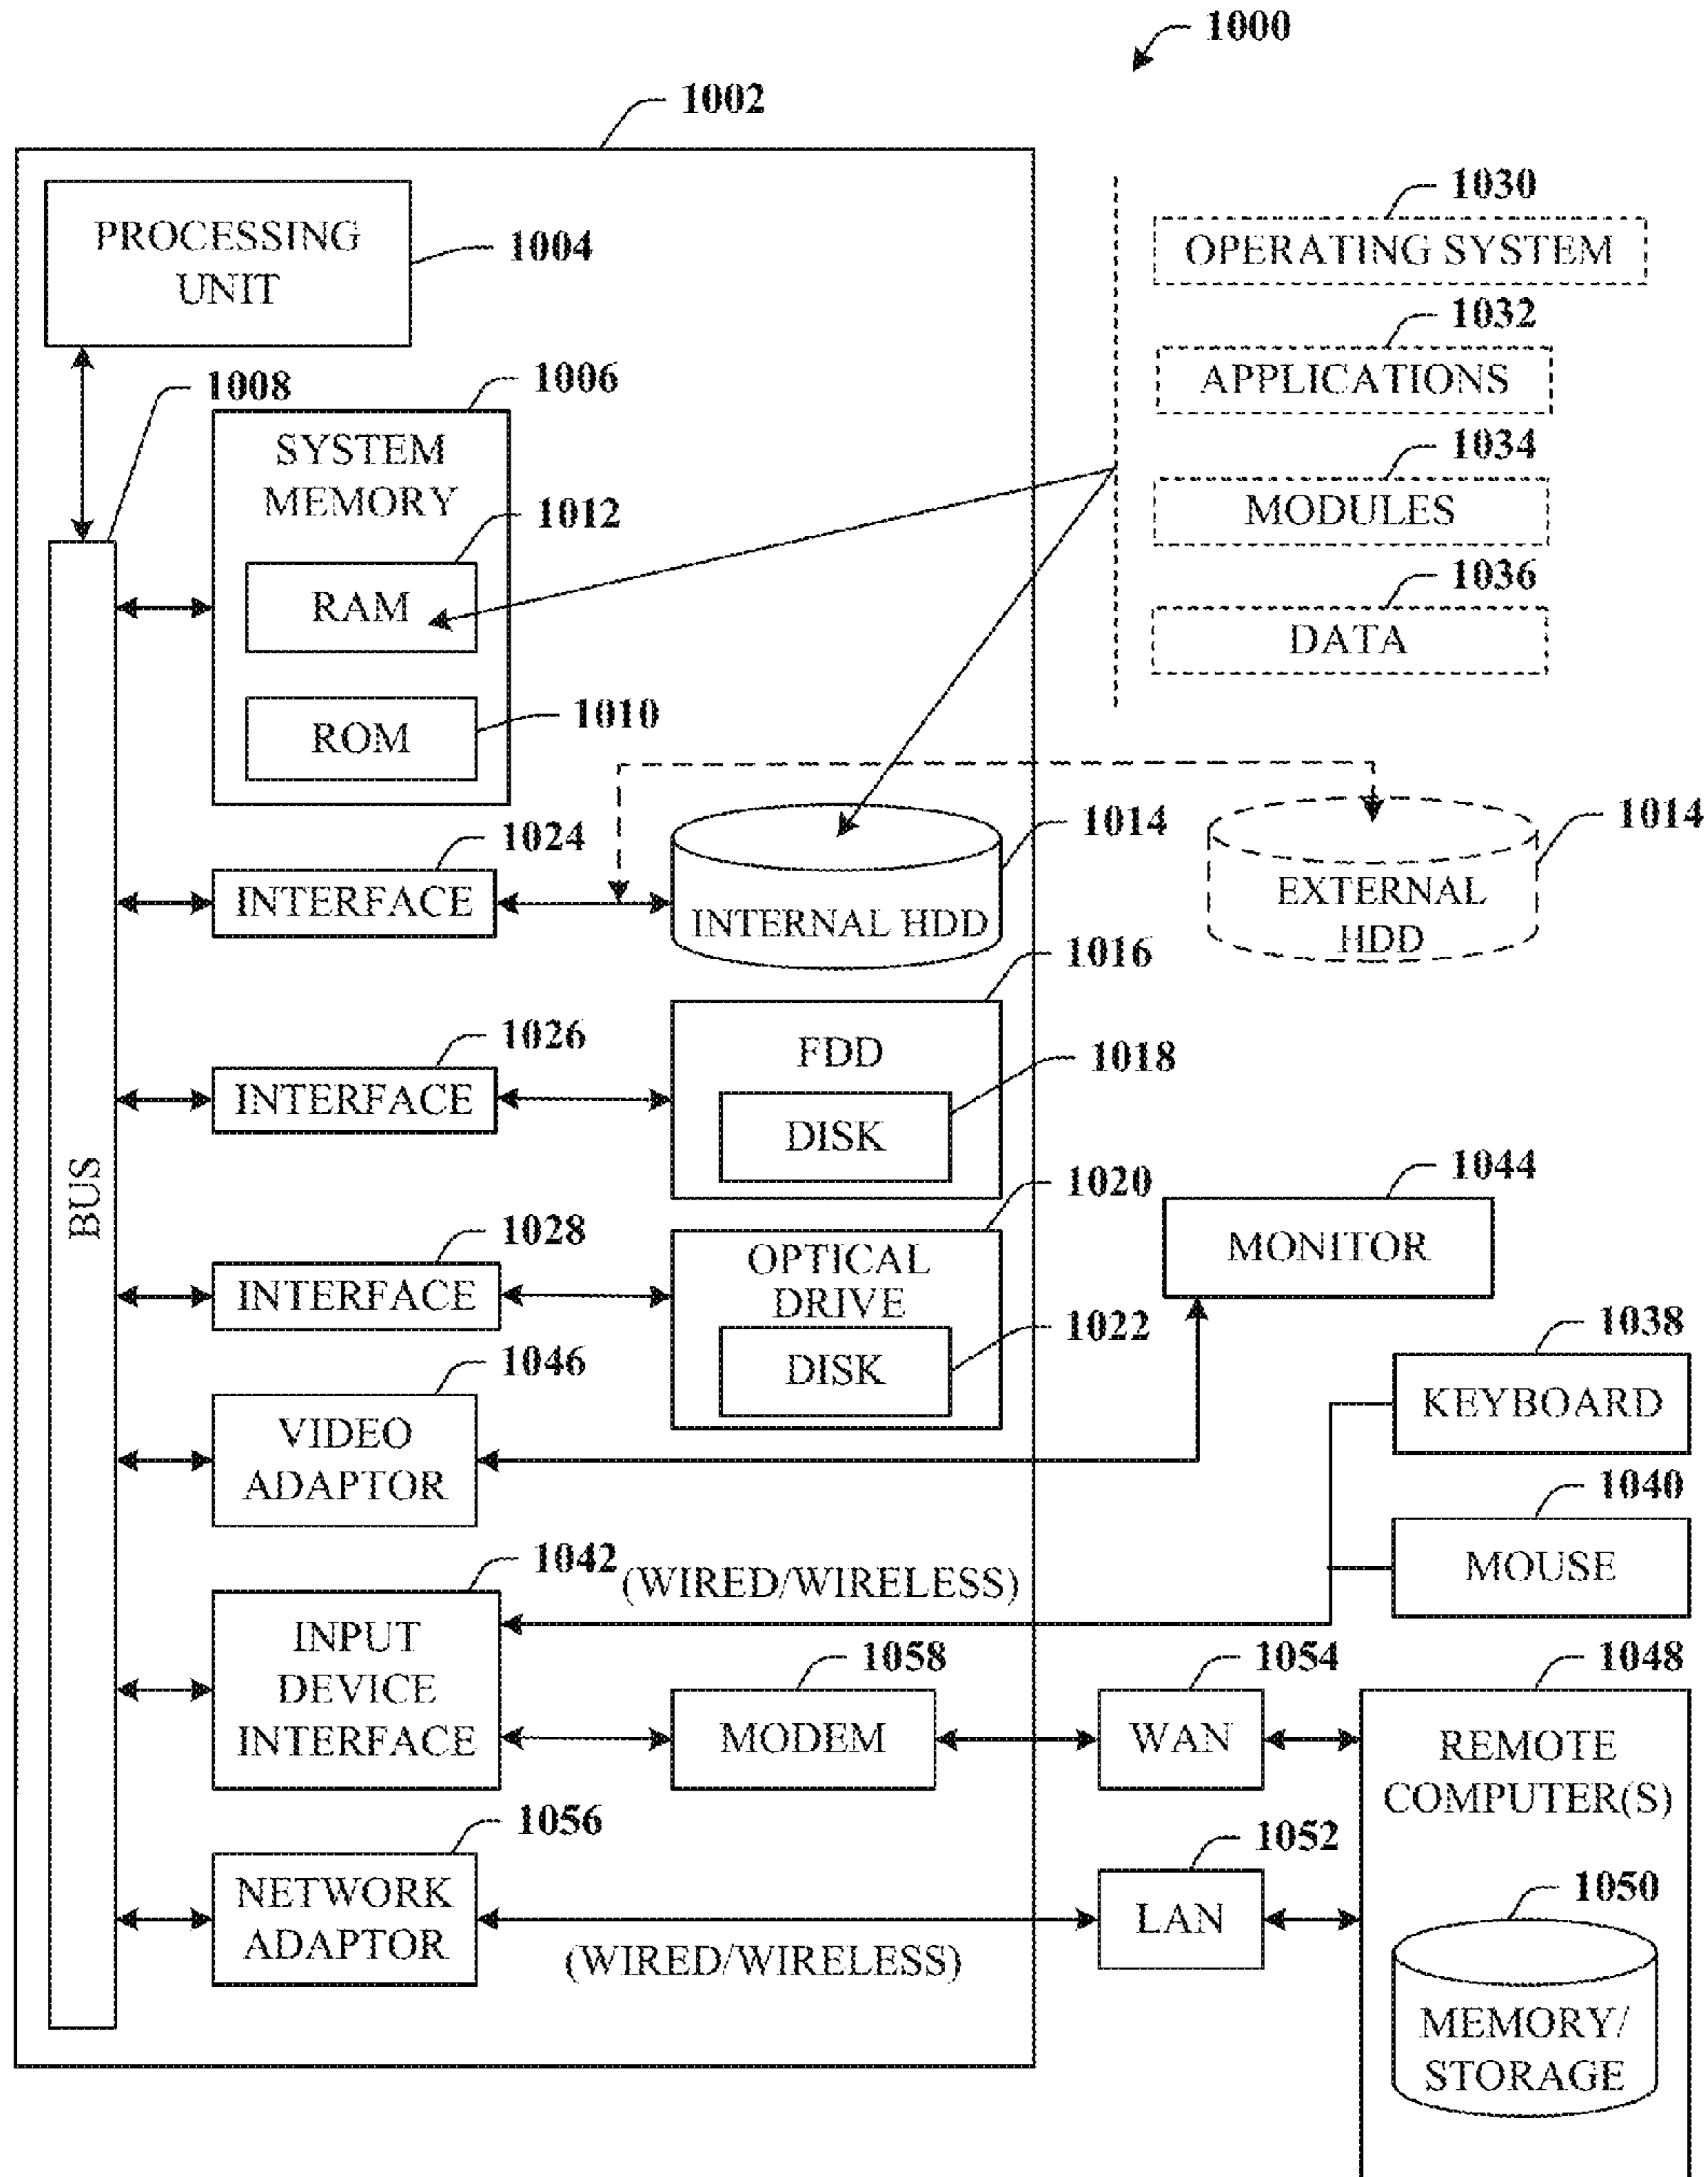 1000
1002
PROCESSING
UNIT
1004
1030
OPERATING SYSTEM
1032
APPLICATIONS
1034
MODULES
1036
DATA
1008
1006
SYSTEM
MEMORY
1012
RAM
1010
ROM
1024
INTERFACE
1014
INTERNAL HDD
1014
EXTERNAL
HDD
1016
FDD
1026
INTERFACE
1018
DISK
BUS
1020
OPTICAL
DRIVE
1028
INTERFACE
1022
DISK
1044
MONITOR
1046
VIDEO
ADAPTOR
1038
KEYBOARD
1040
MOUSE
1042
(WIRED/WIRELESS)
INPUT
DEVICE
INTERFACE
1058
MODEM
1054
WAN
1048
REMOTE
COMPUTER(S)
1056
NETWORK
ADAPTOR
(WIRED/WIRELESS)
1052
LAN
1050
MEMORY/
STORAGE